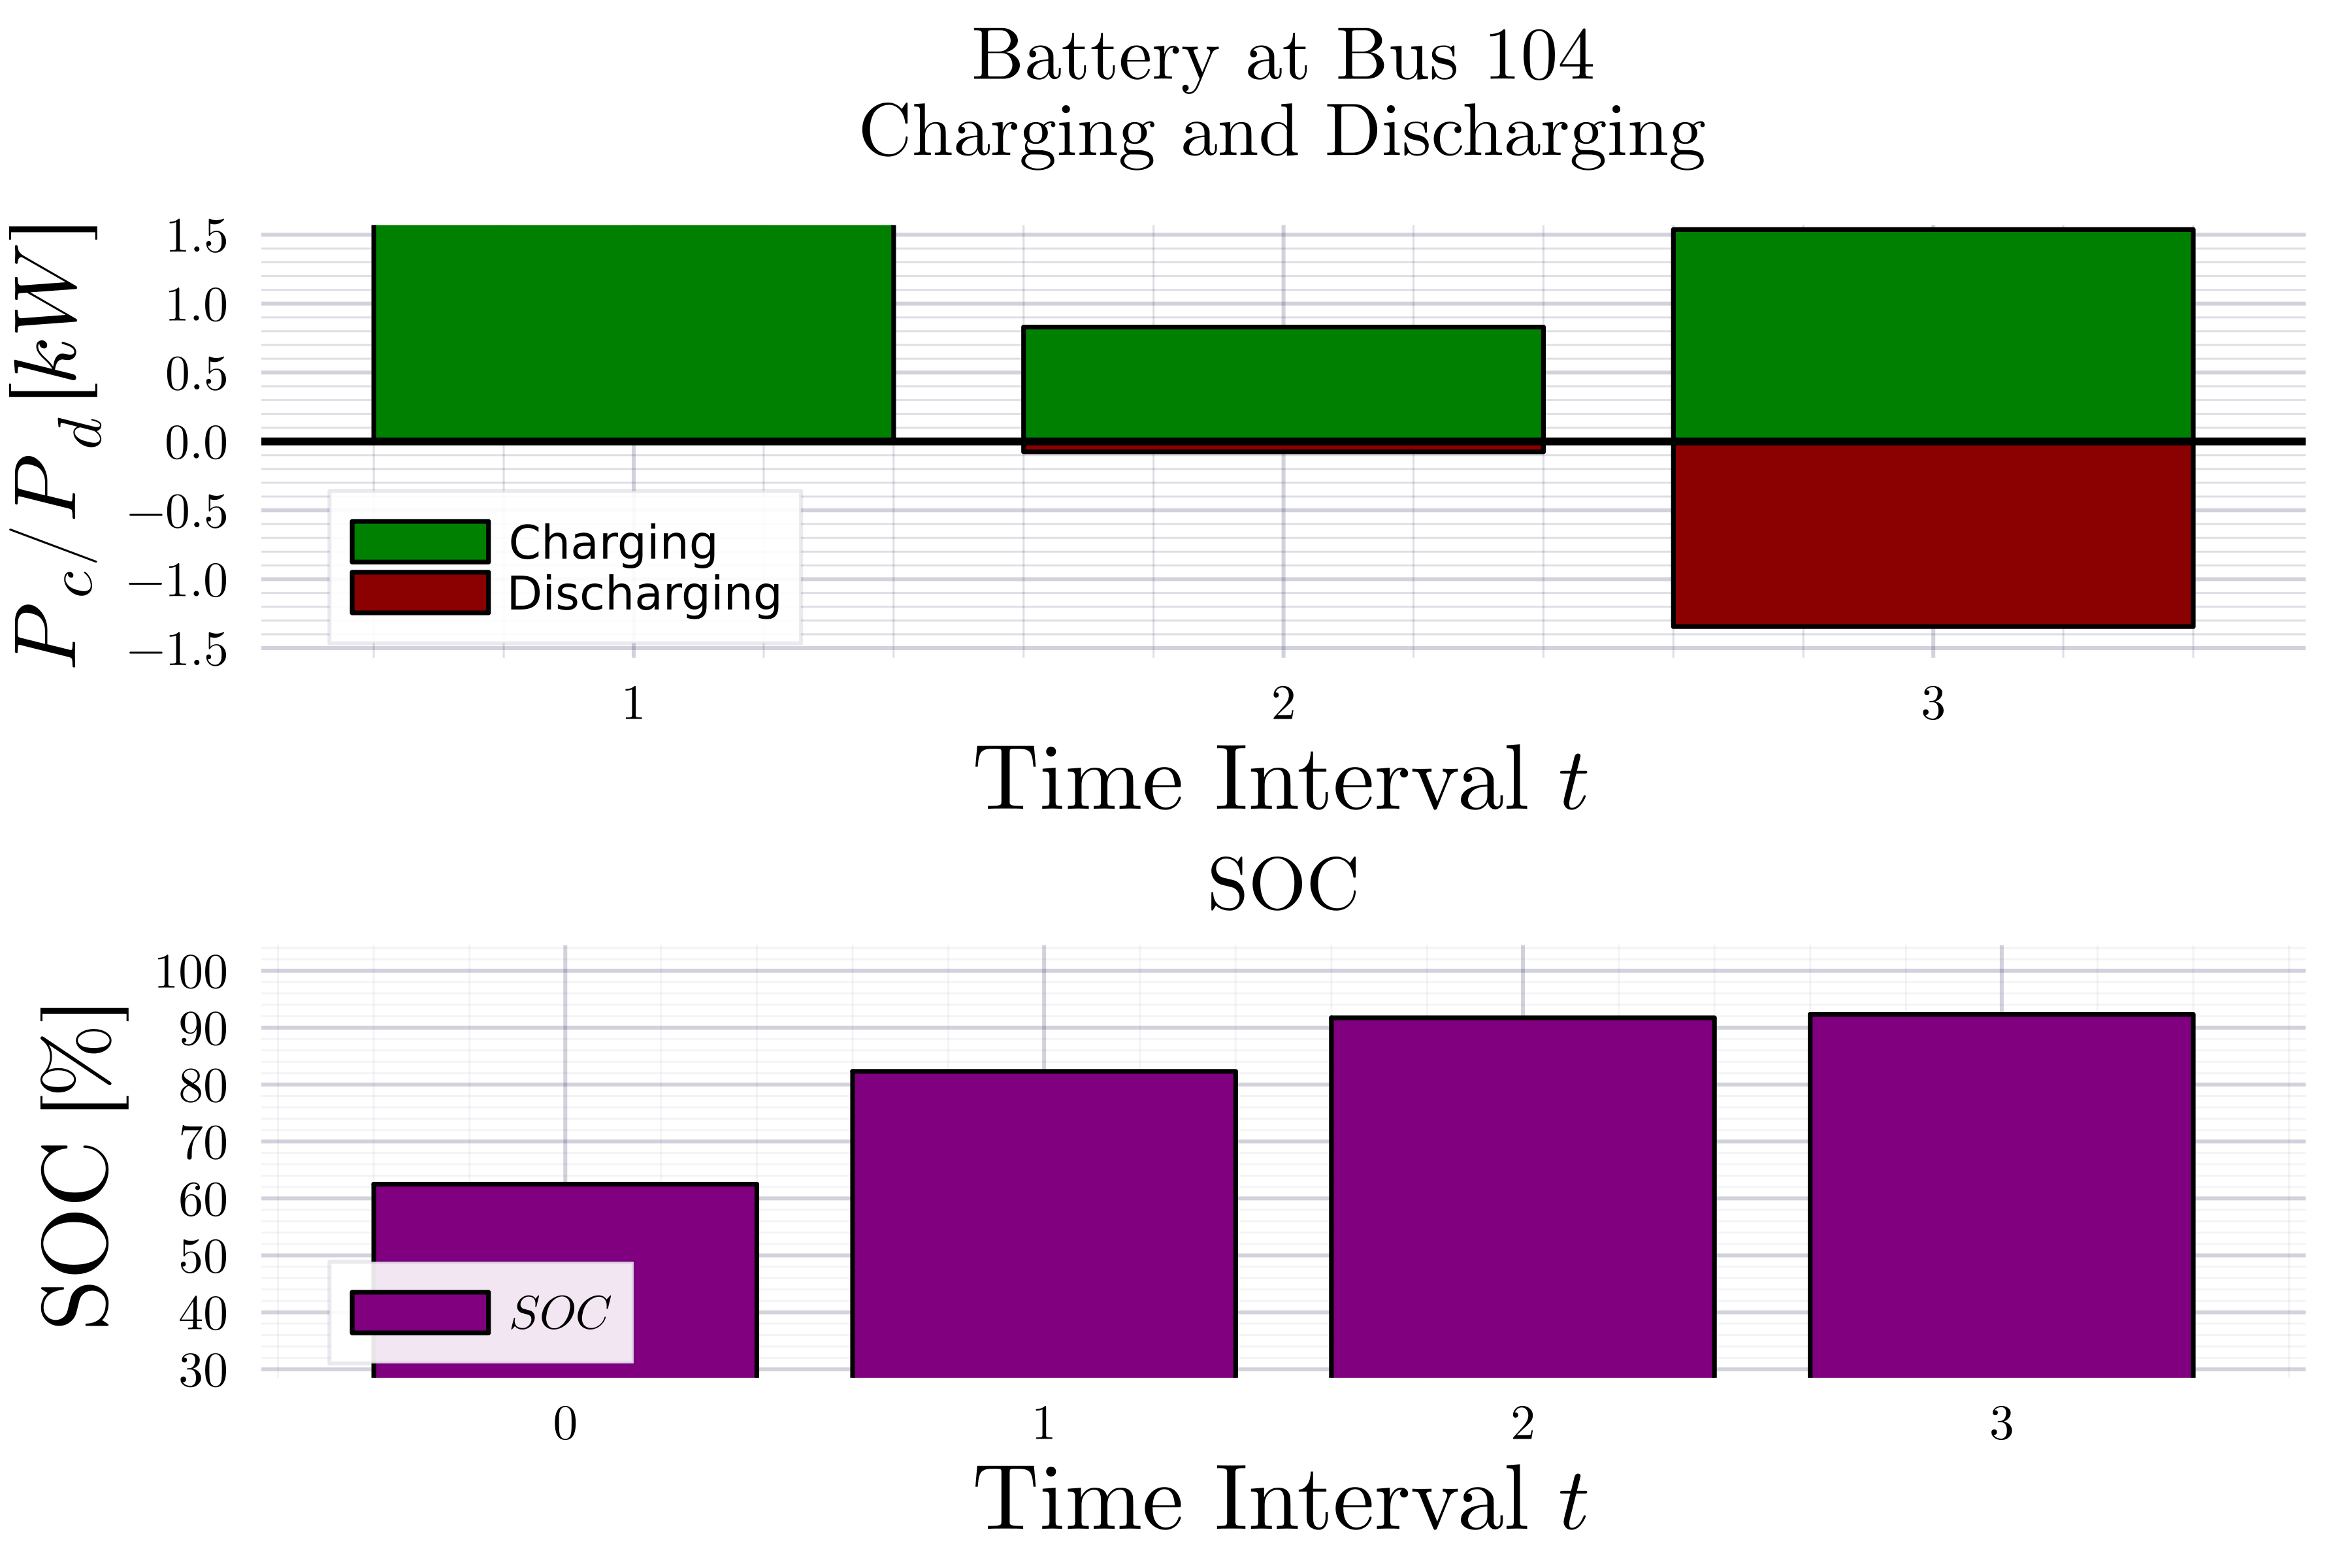 Battery at Bus 104
Charging and Discharging
P_c / P_d [kW]
1.5
1.0
0.5
0.0
−0.5
−1.0
−1.5
Charging
Discharging
1 2 3
Time Interval t
SOC
SOC [%]
100
90
80
70
60
50
40
30
SOC
0 1 2 3
Time Interval t